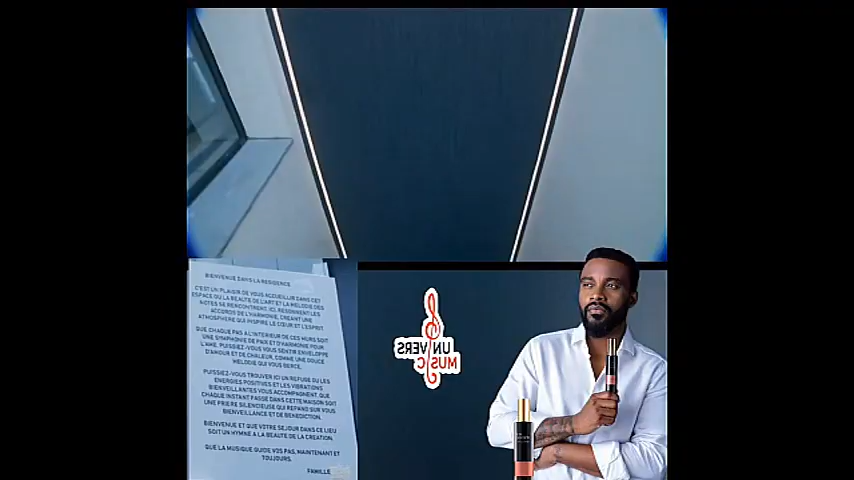 BIENVENUE DANS LA RESIDENCE
C'EST UN PLAISIR DE VOUS ACCUEILLIR DANS CET
ESPACE OU LA BEAUTE DE L'ART ET LA MELODIE DES
NOTES SE RENCONTRENT. ICI, RESONNENT LES
ACCORDS DE L'HARMONIE, CREANT UNE
ATMOSPHERE QUI INSPIRE LE CŒUR ET L'ESPRIT
QUE CHAQUE PAS A L'INTERIEUR DE CES MURS SOIT
UNE SYMPHONIE DE PAIX ET D'HARMONIE POUR
L'AME. PUISSIEZ-VOUS VOUS SENTIR ENVELOPPE
D'AMOUR ET DE CHALEUR, COMME UNE DOUCE
MELODIE QUI VOUS BERCE.
PUISSIEZ-VOUS TROUVER ICI UN REFUGE OU LES
ENERGIES POSITIVES ET LES VIBRATIONS
BIENVEILLANTES VOUS ACCOMPAGNENT. QUE
CHAQUE INSTANT PASSE DANS CETTE MAISON SOIT
UNE PRIERE SILENCIEUSE QUI REPAND SUR VOUS
BIENVEILLANCE ET DE BENEDICTION.
BIENVENUE ET QUE VOTRE SEJOUR DANS CE LIEU
SOIT UN HYMNE A LA BEAUTE DE LA CREATION.
QUE LA MUSIQUE GUIDE VOS PAS, MAINTENANT ET
TOUJOURS.
FAMILLE
UNIVERS
MUSIC